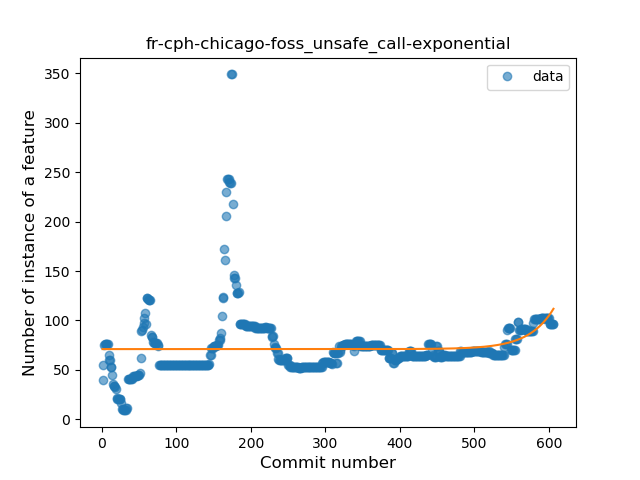 fr-cph-chicago-foss_unsafe_call-exponential
data
Number of instance of a feature
350
300
250
200
150
100
50
0
0 100 200 300 400 500 600
Commit number